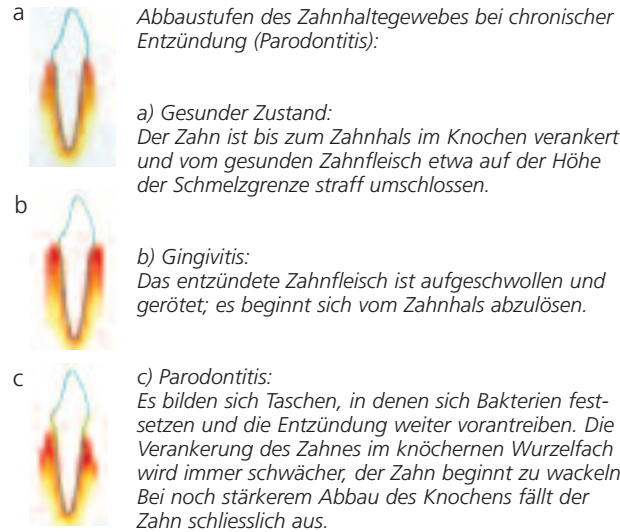 a
Abbaustufen des Zahnhaltegewebes bei chronischer
Entzündung (Parodontitis):
a) Gesunder Zustand:
Der Zahn ist bis zum Zahnhals im Knochen verankert
und vom gesunden Zahnfleisch etwa auf der Höhe
der Schmelzgrenze straff umschlossen.
b
b) Gingivitis:
Das entzündete Zahnfleisch ist aufgeschwollen und
gerötet; es beginnt sich vom Zahnhals abzulösen.
c
c) Parodontitis:
Es bilden sich Taschen, in denen sich Bakterien fest-
setzen und die Entzündung weiter vorantreiben. Die
Verankerung des Zahnes im knöchernen Wurzelfach
wird immer schwächer, der Zahn beginnt zu wackeln
Bei noch stärkerem Abbau des Knochens fällt der
Zahn schliesslich aus.